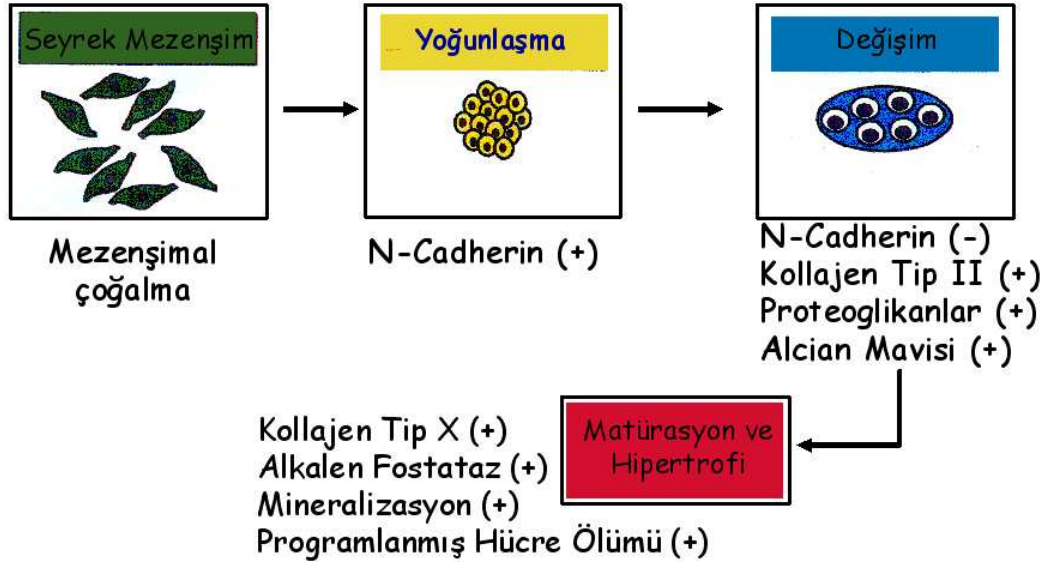 Seyrek Mezenşim
Yoğunlaşma
Değişim
Mezenşimal
çoğalma
N-Cadherin (+)
N-Cadherin (-)
Kollajen Tip II (+)
Proteoglikanlar (+)
Alcian Mavisi (+)
Matürasyon ve
Hipertrofi
Kollajen Tip X (+)
Alkalen Fostataz (+)
Mineralizasyon (+)
Programlanmış Hücre Ölümü (+)